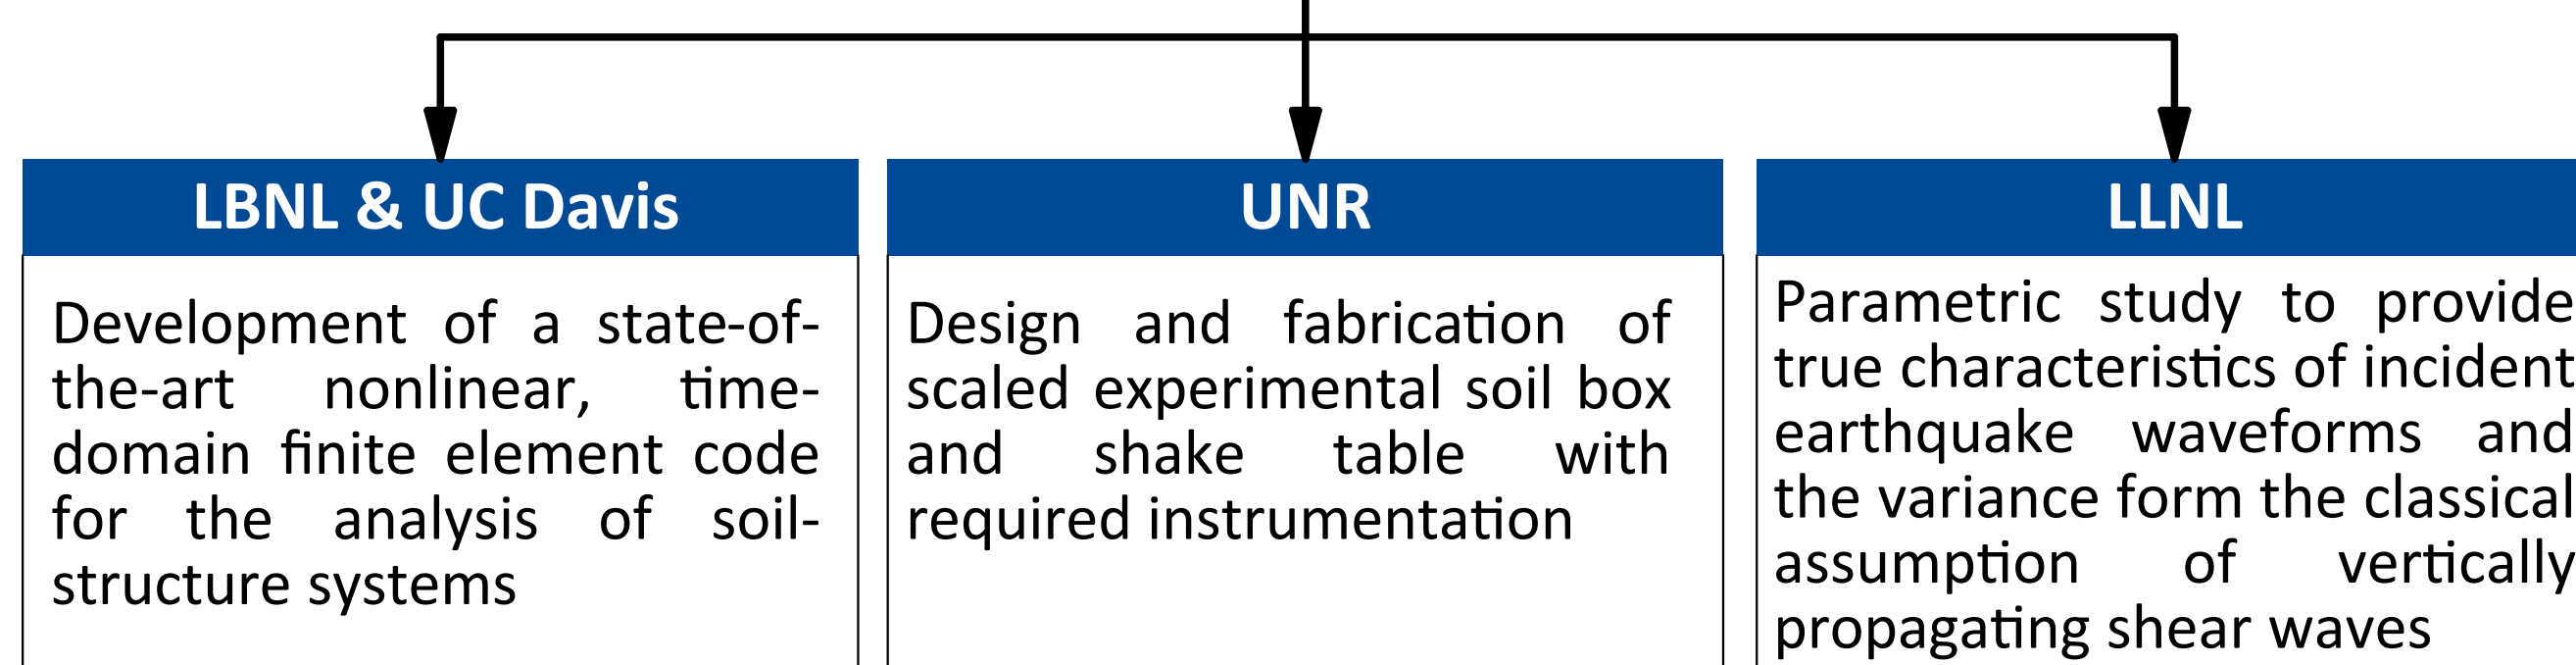 LBNL & UC Davis
Development of a state-of-
the-art nonlinear, time-
domain finite element code
for the analysis of soil-
structure systems
UNR
Design and fabrication of
scaled experimental soil box
and shake table with
required instrumentation
LLNL
Parametric study to provide
true characteristics of incident
earthquake waveforms and
the variance form the classical
assumption of vertically
propagating shear waves